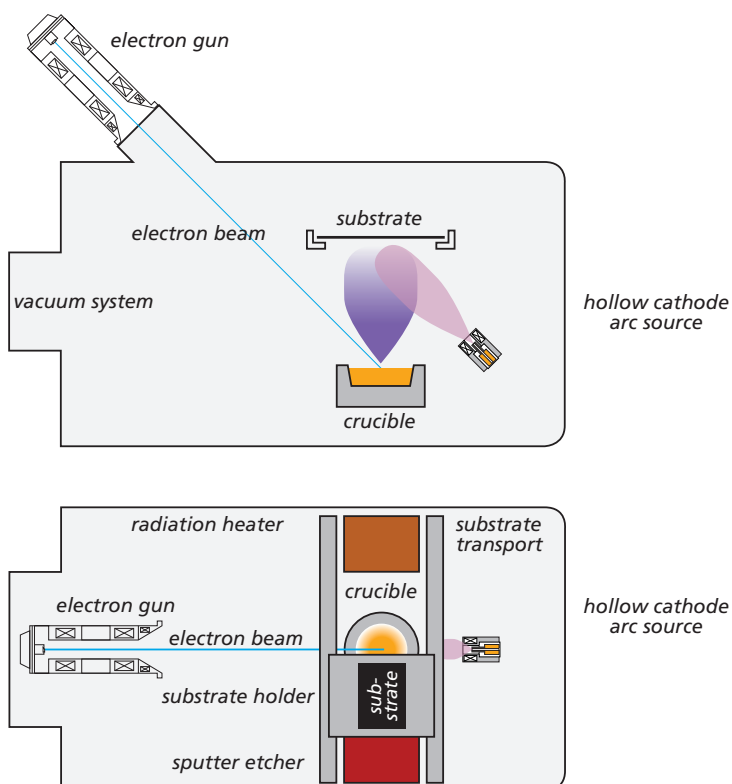 electron gun
substrate
electron beam
vacuum system
hollow cathode
arc source
crucible
radiation heater
substrate
transport
crucible
electron gun
hollow cathode
arc source
electron beam
substrate holder
sub-
strate
sputter etcher